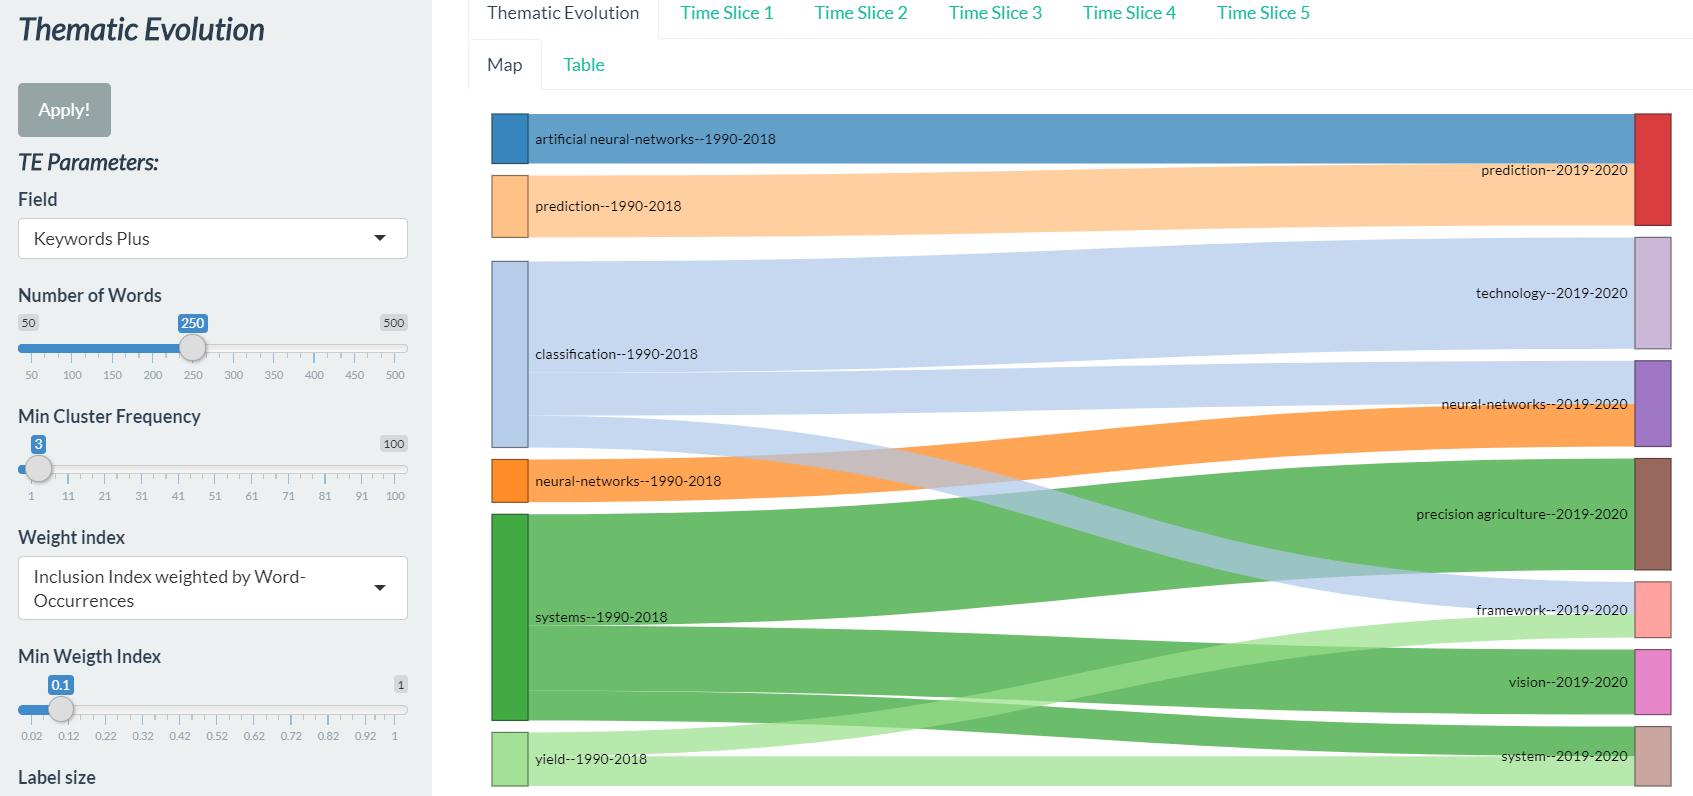 Thematic Evolution
Apply!
TE Parameters:
Field
Keywords Plus
Number of Words
50 250 500
50 100 150 200 250 300 350 400 450 500
Min Cluster Frequency
3 100
1 11 21 31 41 51 61 71 81 91 100
Weight index
Inclusion Index weighted by Word-
Occurrences
Min Weigth Index
0.1 1
0.02 0.12 0.22 0.32 0.42 0.52 0.62 0.72 0.82 0.92 1
Label size
Thematic Evolution Time Slice 1 Time Slice 2 Time Slice 3 Time Slice 4 Time Slice 5
Map Table
artificial neural-networks--1990-2018
prediction--1990-2018
classification--1990-2018
neural-networks--1990-2018
systems--1990-2018
yield--1990-2018
prediction--2019-2020
technology--2019-2020
neural-networks--2019-2020
precision agriculture--2019-2020
framework--2019-2020
vision--2019-2020
system--2019-2020